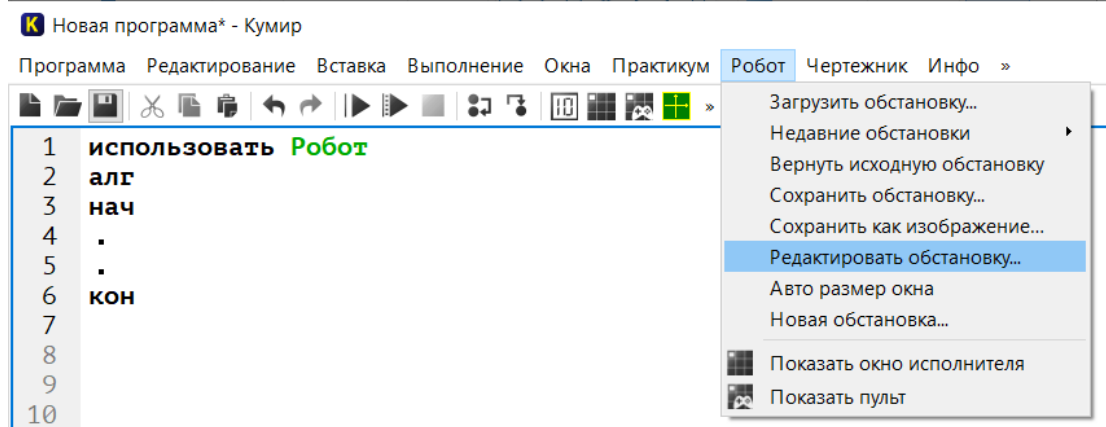 K Новая программа* - Кумир
Программа Редактирование Вставка Выполнение Окна Практикум Робот Чертежник Инфо »
»
1 использовать Робот
2 алг
3 нач
4 .
5 .
6 кон
7
8
9
10
Загрузить обстановку...
Недавние обстановки
Вернуть исходную обстановку
Сохранить обстановку...
Сохранить как изображение...
Редактировать обстановку...
Авто размер окна
Новая обстановка...
Показать окно исполнителя
Показать пульт